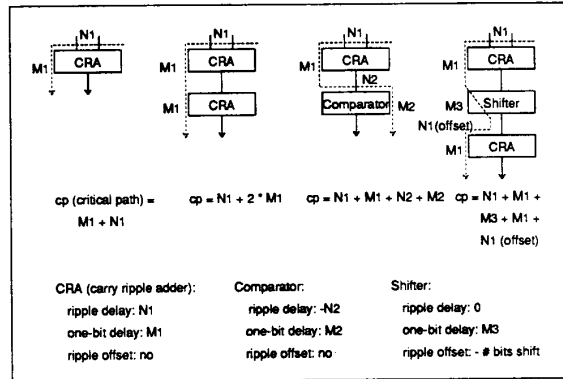 N1
M1
CRA
N1
M1
CRA
M1
CRA
N1
M1
CRA
N2
Comparator
M2
N1
M1
CRA
M3
Shifter
N1(offset)
M1
CRA
cp (critical path) =
M1 + N1
cp = N1 + 2 * M1
cp = N1 + M1 + N2 + M2
cp = N1 + M1 +
M3 + M1 +
N1 (offset)
CRA (carry ripple adder):
ripple delay: N1
one-bit delay: M1
ripple offset: no
Comparator:
ripple delay: -N2
one-bit delay: M2
ripple offset: no
Shifter:
ripple delay: 0
one-bit delay: M3
ripple offset: - # bits shift